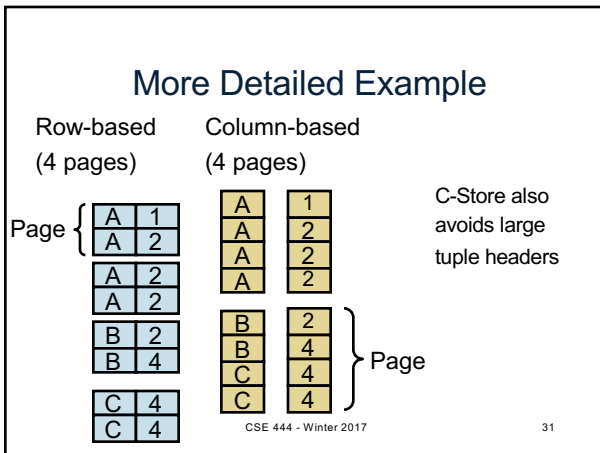 More Detailed Example
Row-based
(4 pages)
Column-based
(4 pages)
Page
A 1
A 2
A 2
A 2
B 2
B 4
C 4
C 4
A 1
A 2
A 2
A 2
B 2
B 4
C 4
C 4
Page
C-Store also
avoids large
tuple headers
CSE 444 - Winter 2017
31